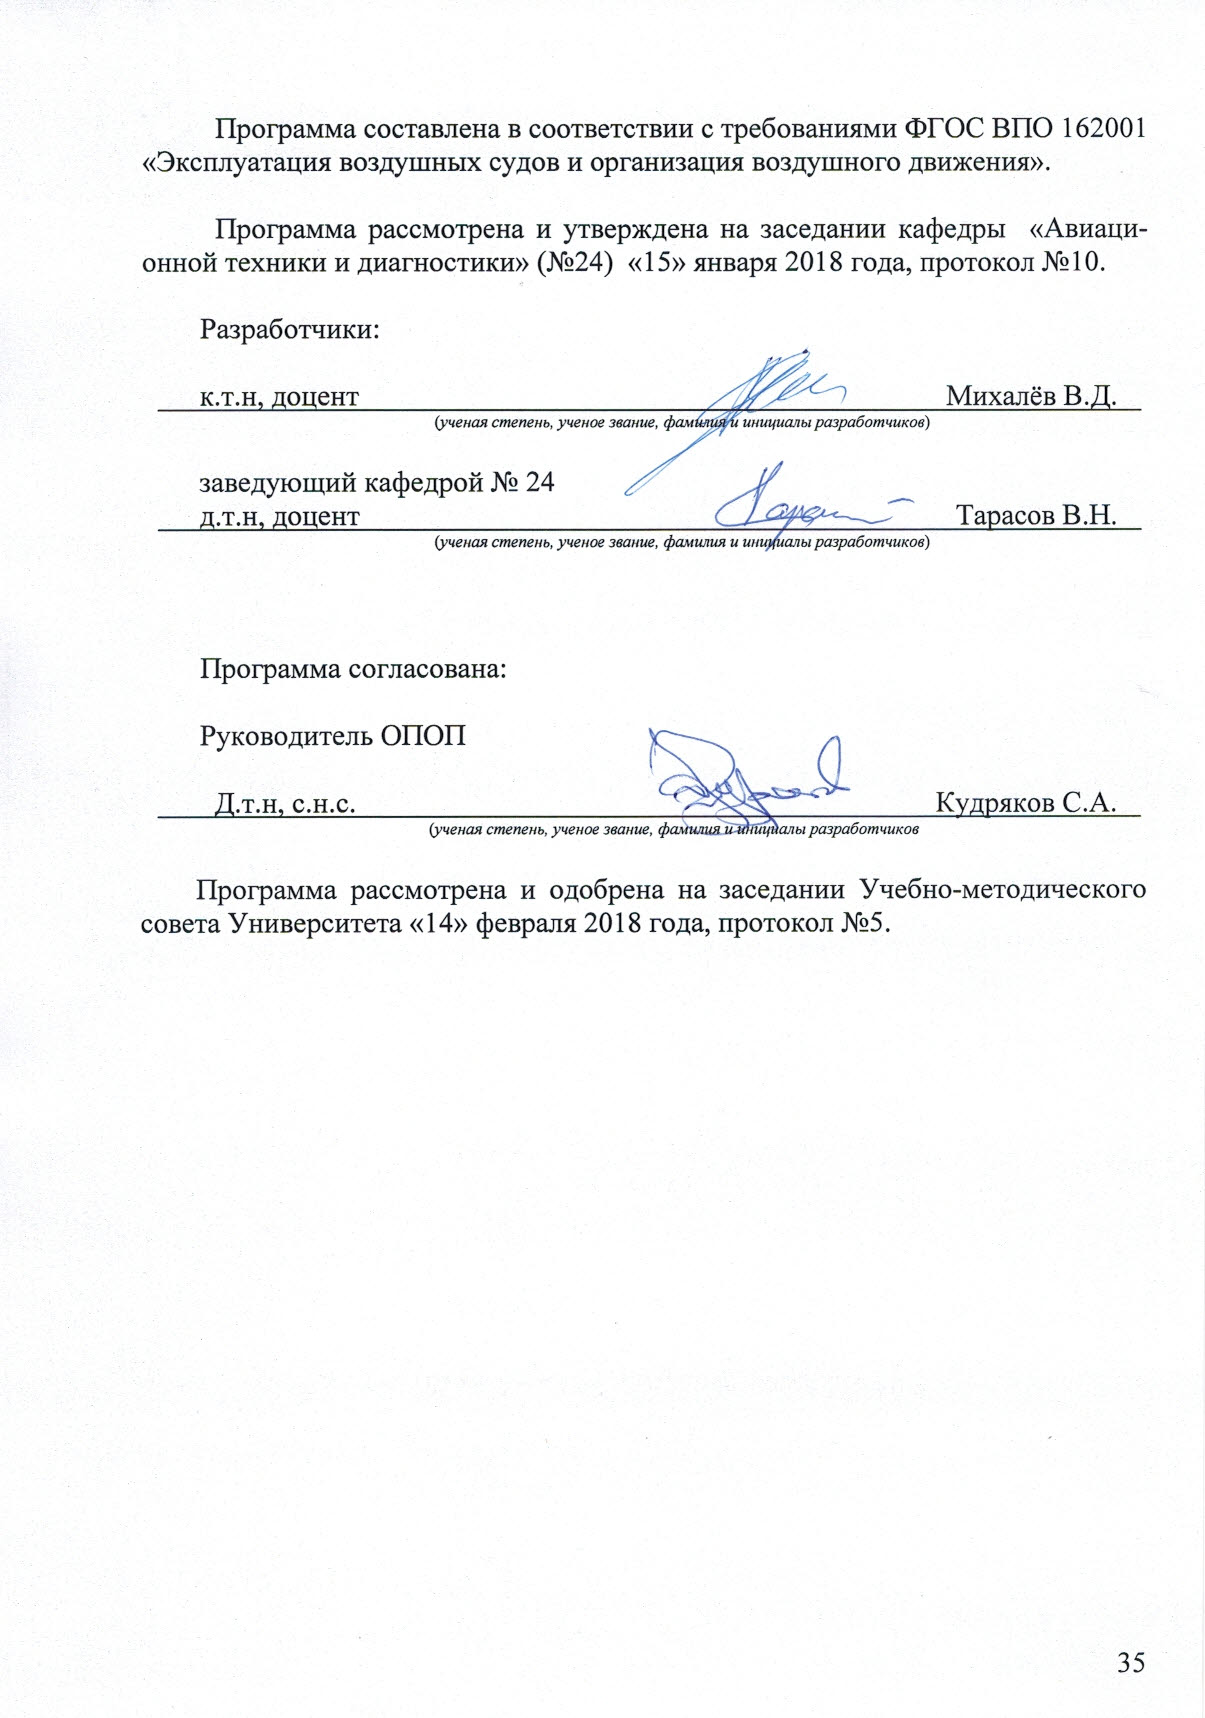 Программа составлена в соответствии с требованиями ФГОС ВПО 162001
«Эксплуатация воздушных судов и организация воздушного движения».
Программа рассмотрена и утверждена на заседании кафедры «Авиаци-
онной техники и диагностики» (№24) «15» января 2018 года, протокол №10.
Разработчики:
к.т.н, доцент Михалёв В.Д.
(ученая степень, ученое звание, фамилия и инициалы разработчиков)
заведующий кафедрой № 24
д.т.н, доцент Тарасов В.Н.
(ученая степень, ученое звание, фамилия и инициалы разработчиков)
Программа согласована:
Руководитель ОПОП
Д.т.н, с.н.с. Кудряков С.А.
(ученая степень, ученое звание, фамилия и инициалы разработчиков
Программа рассмотрена и одобрена на заседании Учебно-методического
совета Университета «14» февраля 2018 года, протокол №5.
35